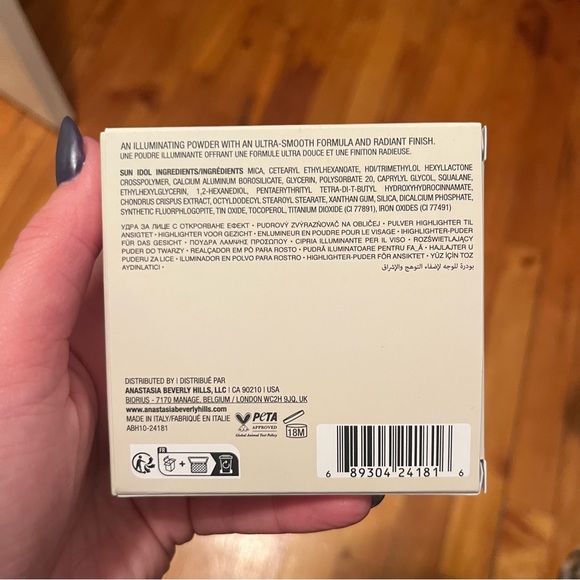 AN ILLUMINATING POWDER WITH AN ULTRA-SMOOTH FORMULA AND RADIANT FINISH.
UNE POUDRE ILLUMINANTE OFFRANT UNE FORMULE ULTRA DOUCE ET UNE FINITION RADIEUSE.
SUN IDOL INGREDIENTS/INGRÉDIENTS MICA, CETEARYL ETHYLHEXANOATE, HDI/TRIMETHYLOL HEXYLLACTONE
CROSSPOLYMER, CALCIUM ALUMINUM BOROSILICATE, GLYCERIN, POLYSORBATE 20, CAPRYLYL GLYCOL, SQUALANE,
ETHYLHEXYLGLYCERIN, 1,2-HEXANEDIOL, PENTAERYTHRITYL TETRA-DI-T-BUTYL HYDROXYHYDROCINNAMATE,
CHONDRUS CRISPUS EXTRACT, OCTYLDODECYL STEAROYL STEARATE, XANTHAN GUM, SILICA, DICALCIUM PHOSPHATE,
SYNTHETIC FLUORPHLOGOPITE, TIN OXIDE, TOCOPEROL, TITANIUM DIOXIDE (CI 77891), IRON OXIDES (CI 77491)
УДРА ЗА ЛИЦЕ С ОТКРОЯВАНЕ ЕФЕКТ • PUDROVÝ ZVÝRAZŇOVAČ NA OBLIČEJ • PULVER HIGHLIGHTER TIL
ANSIGTET • HIGHLIGHTER VOOR GEZICHT • ENLUMINEUR EN POUDRE POUR LE VISAGE • HIGHLIGHTER-PUDER
FÜR DAS GESICHT • ΠΟΥΔΡΑ ΛΑΜΨΗΣ ΠΡΟΣΩΠΟΥ • CIPRIA ILLUMINANTE PER IL VISO • ROZŚWIETLAJĄCY
PUDER DO TWARZY • REALÇADOR EM PÓ PARA ROSTO • PUDRĂ ILUMINATOARE PENTRU FA_Ă • HAJLAJTER U
PUDERU ZA LICE • ILUMINADOR EN POLVO PARA ROSTRO • HIGHLIGHTER-PUDER FÖR ANSIKTET • YÜZ İÇİN TOZ
AYDINLATICI • بودرة للوجه لإضفاء التوهج والإشراق
DISTRIBUTED BY | DISTRIBUÉ PAR
ANASTASIA BEVERLY HILLS, LLC | CA 90210 | USA
BIORIUS - 7170 MANAGE, BELGIUM / LONDON WC2H 9JQ, UK
www.anastasiabeverlyhills.com
MADE IN ITALY/FABRIQUÉ EN ITALIE
ABH10-24181
PETA
APPROVED
Global Animal Test Policy
18M
FR
6 89304 24181 6